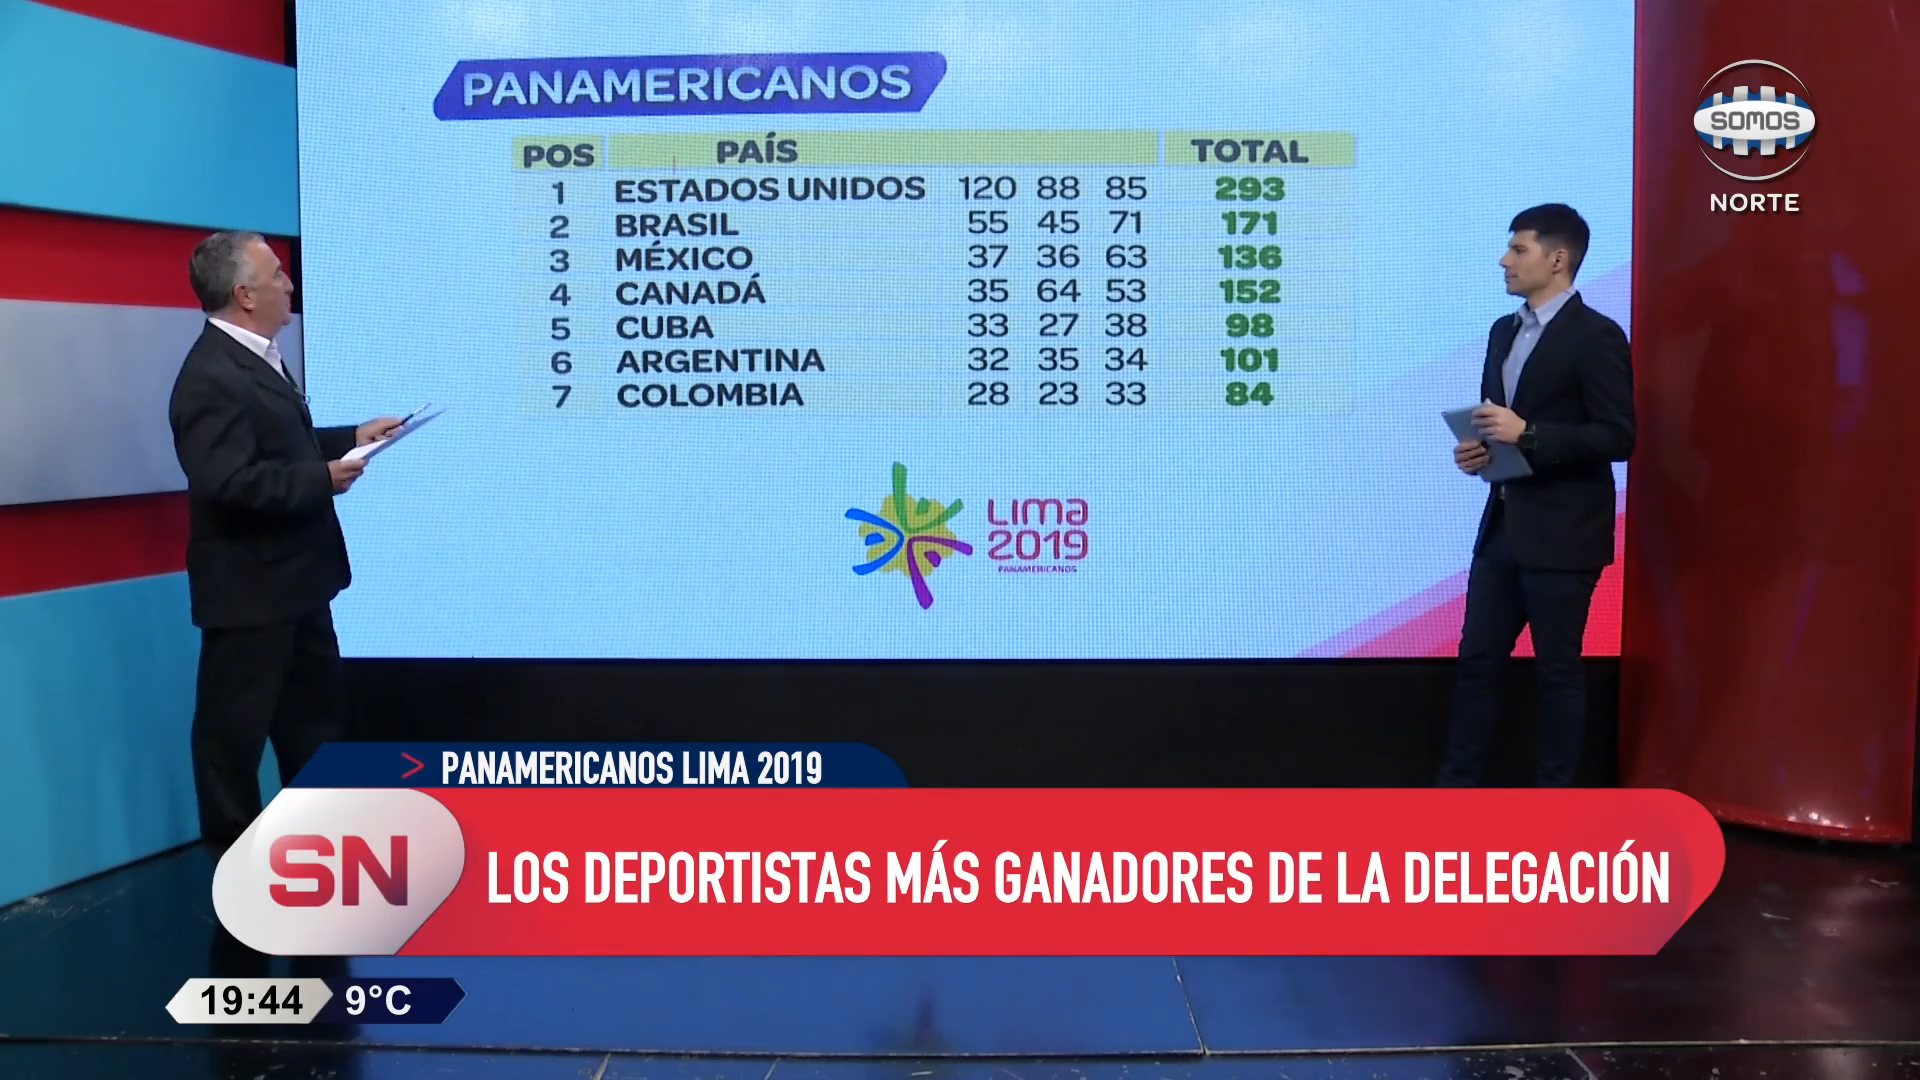 PANAMERICANOS
POS PAÍS TOTAL
1 ESTADOS UNIDOS 120 88 85 293
2 BRASIL 55 45 71 171
3 MÉXICO 37 36 63 136
4 CANADÁ 35 64 53 152
5 CUBA 33 27 38 98
6 ARGENTINA 32 35 34 101
7 COLOMBIA 28 23 33 84
LIMA
2019
PANAMERICANOS
SOMOS
NORTE
> PANAMERICANOS LIMA 2019
SN
LOS DEPORTISTAS MÁS GANADORES DE LA DELEGACIÓN
19:44 9°C